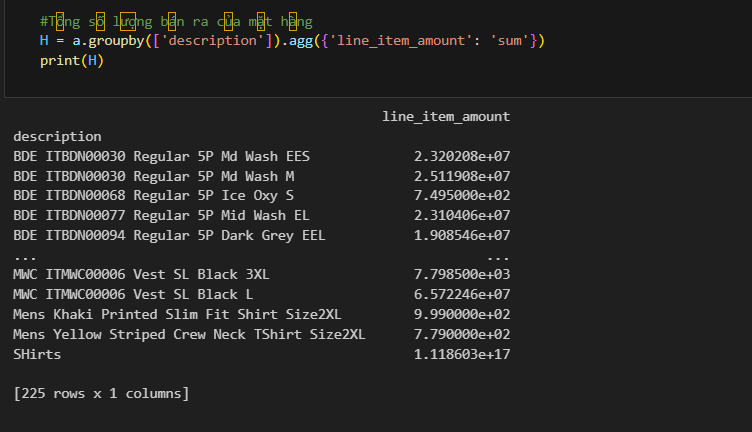 #Tổng số lượng bán ra của mặt hàng
H = a.groupby(['description']).agg({'line_item_amount': 'sum'})
print(H)
line_item_amount
description
BDE ITBDN00030 Regular 5P Md Wash EES 2.320208e+07
BDE ITBDN00030 Regular 5P Md Wash M 2.511908e+07
BDE ITBDN00068 Regular 5P Ice Oxy S 7.495000e+02
BDE ITBDN00077 Regular 5P Mid Wash EL 2.310406e+07
BDE ITBDN00094 Regular 5P Dark Grey EEL 1.908546e+07
... ...
MWC ITMWC00006 Vest SL Black 3XL 7.798500e+03
MWC ITMWC00006 Vest SL Black L 6.572246e+07
Mens Khaki Printed Slim Fit Shirt Size2XL 9.990000e+02
Mens Yellow Striped Crew Neck TShirt Size2XL 7.790000e+02
SHirts 1.118603e+17
[225 rows x 1 columns]